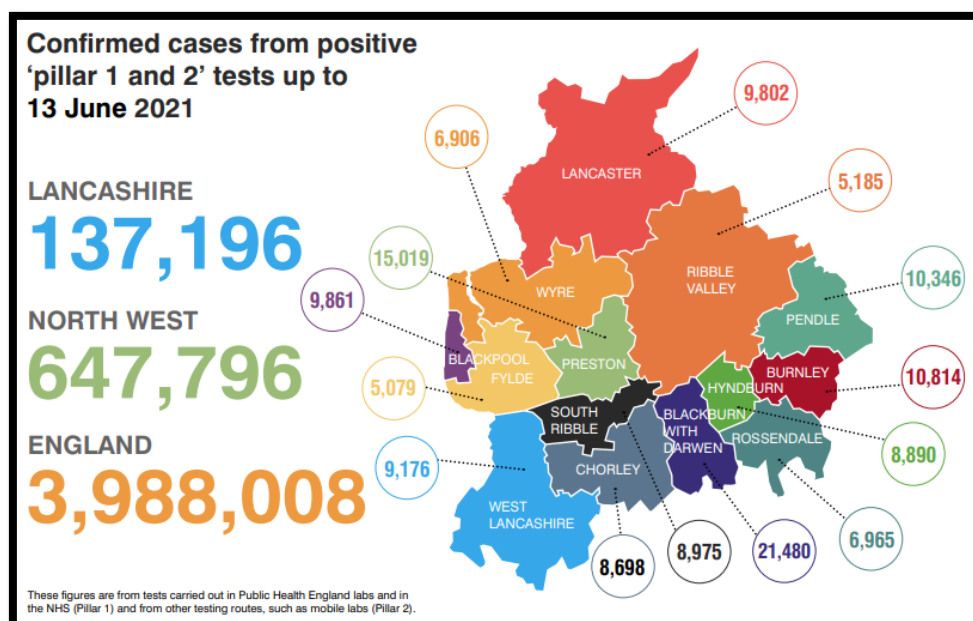 Confirmed cases from positive
‘pillar 1 and 2’ tests up to
13 June 2021
LANCASHIRE
137,196
NORTH WEST
647,796
ENGLAND
3,988,008
These figures are from tests carried out in Public Health England labs and in
the NHS (Pillar 1) and from other testing routes, such as mobile labs (Pillar 2).
9,802
6,906
LANCASTER
5,185
15,019
RIBBLE
VALLEY
10,346
9,861
WYRE
PENDLE
BLACKPOOL
FYLDE
PRESTON
BURNLEY
10,814
5,079
HYNDBURN
SOUTH
RIBBLE
BLACKBURN
WITH
DARWEN
ROSSENDALE
8,890
9,176
CHORLEY
WEST
LANCASHIRE
8,698
8,975
21,480
6,965